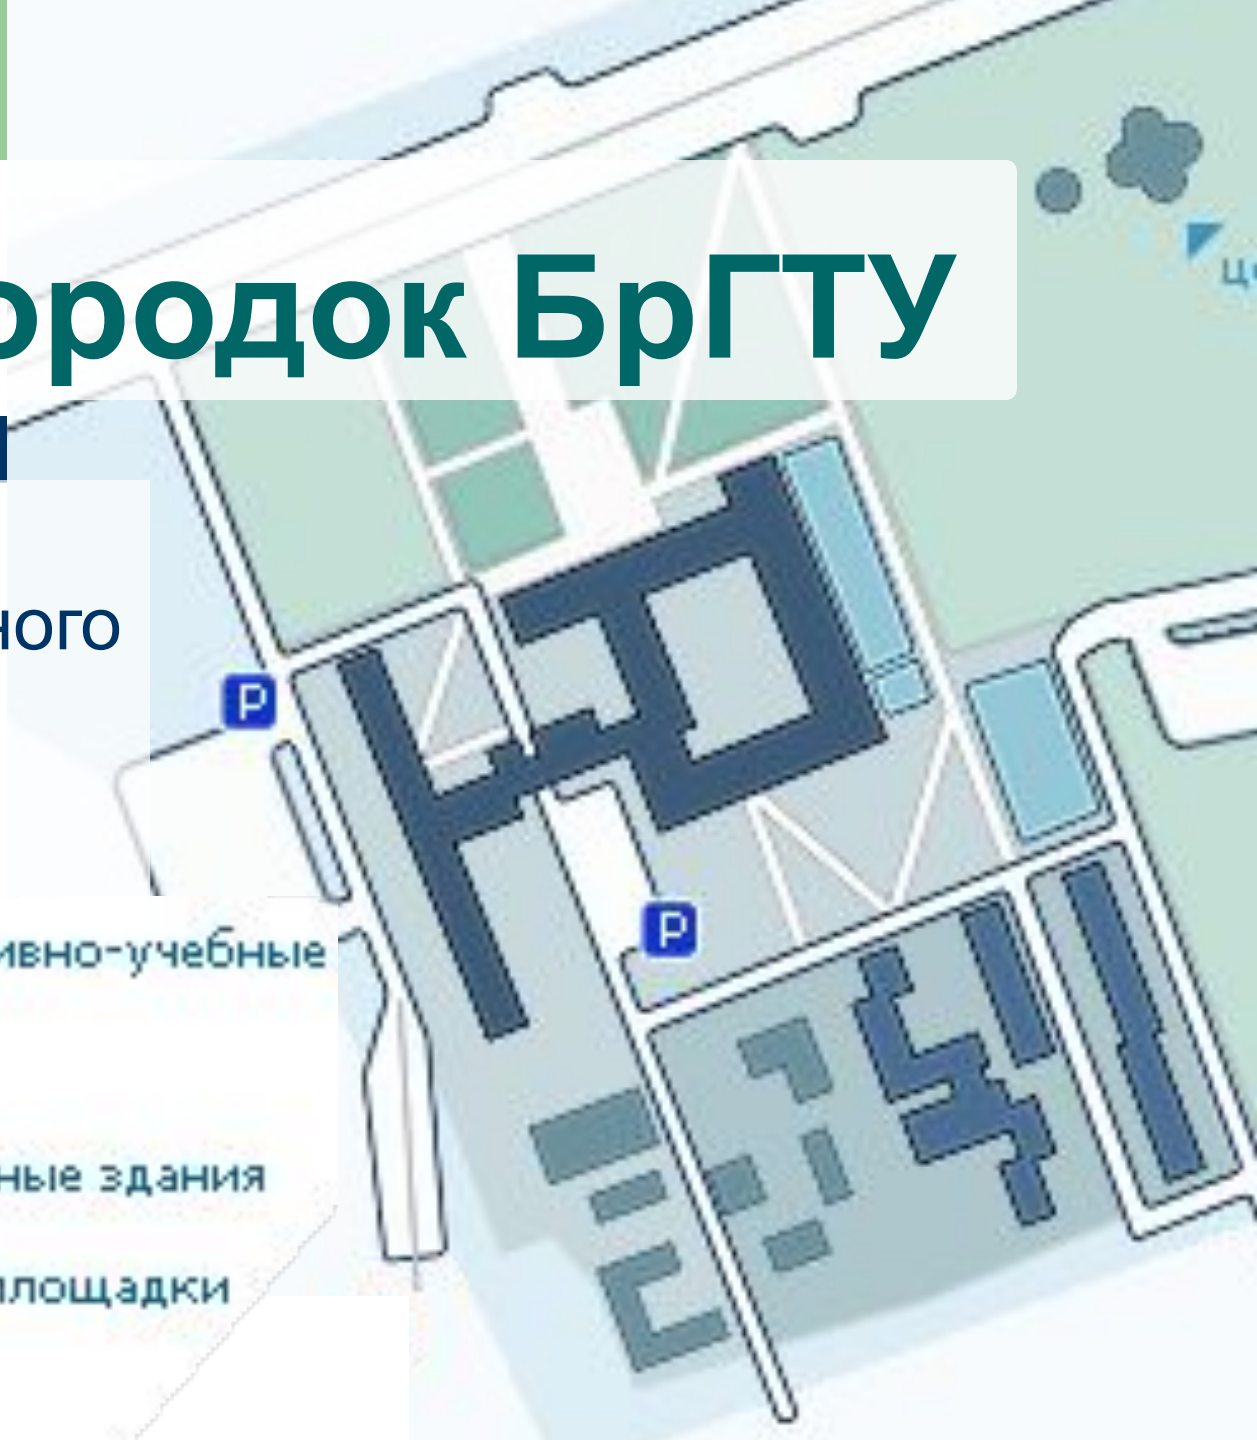 ородок БрГТУ
ного
P
P
ивно-учебные
ные здания
площадки